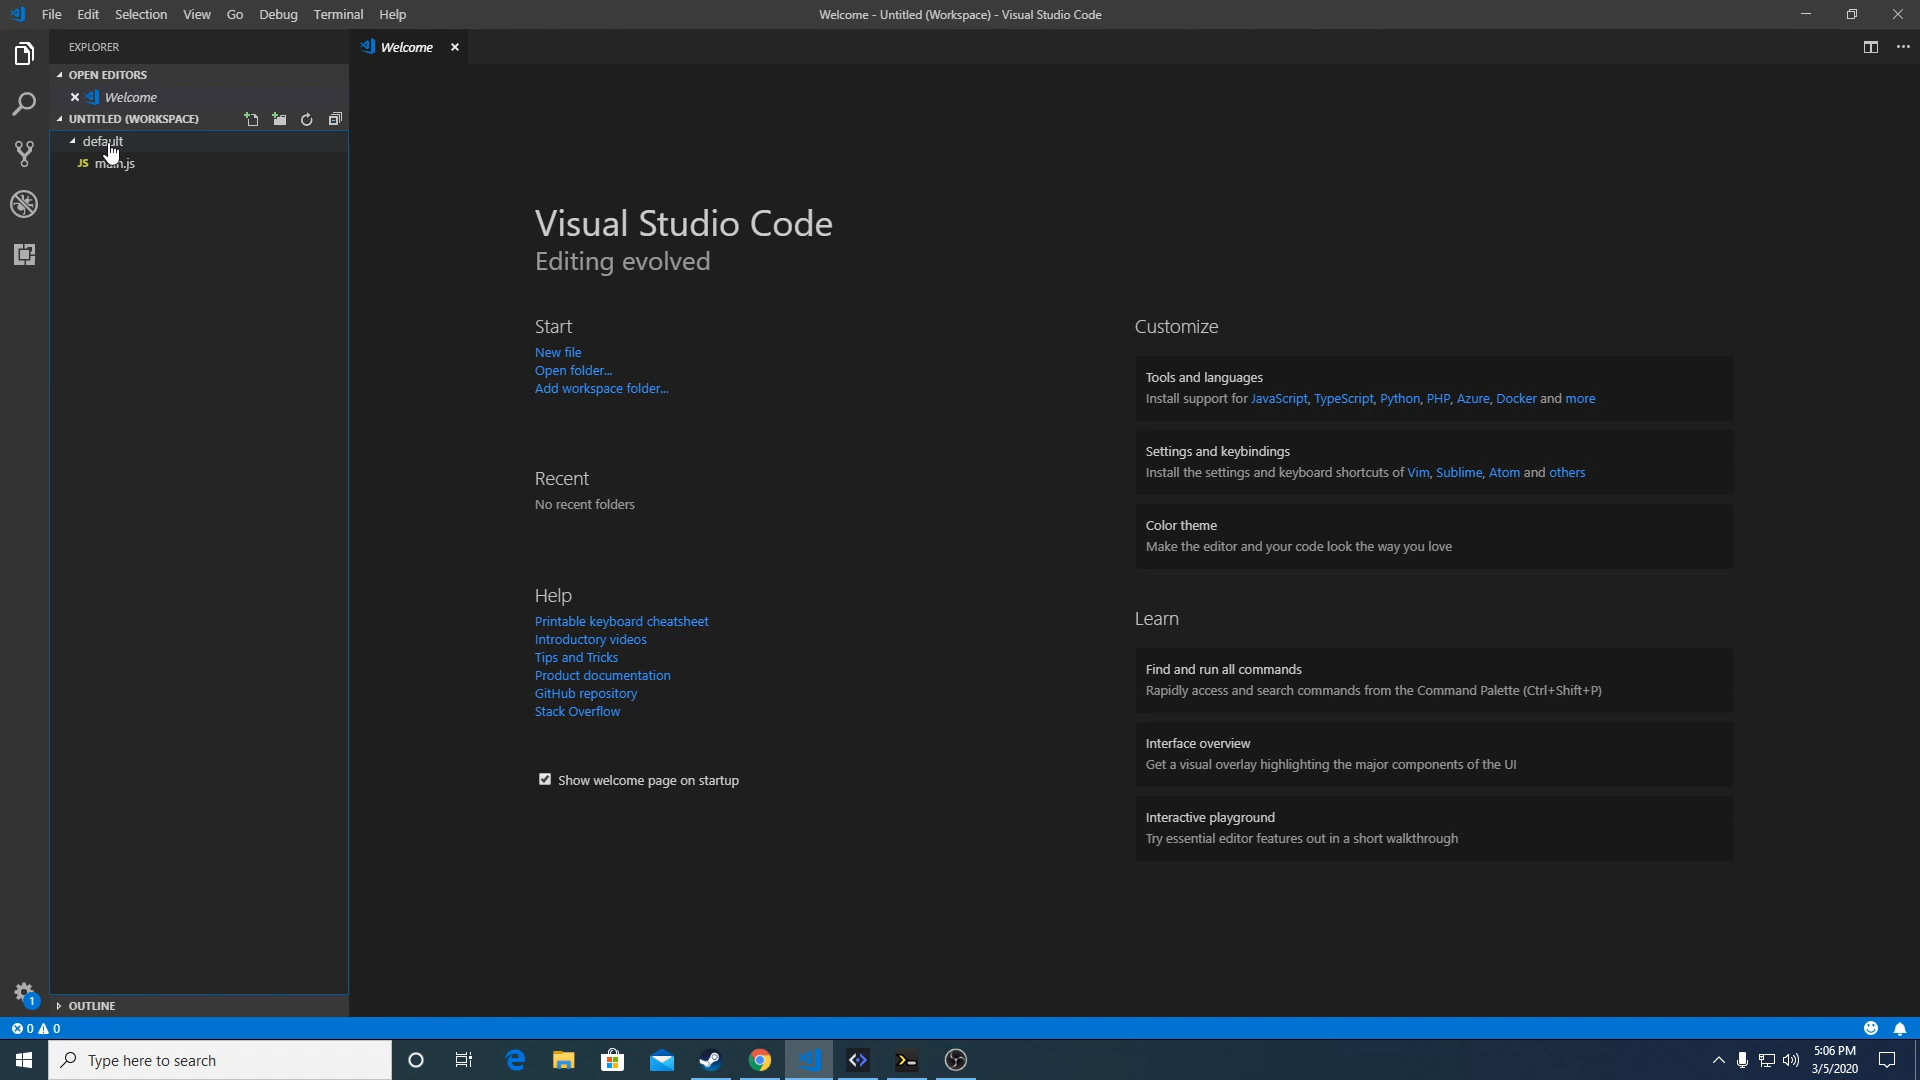 File Edit Selection View Go Debug Terminal Help
Welcome - Untitled (Workspace) - Visual Studio Code
EXPLORER
Welcome
OPEN EDITORS
Welcome
UNTITLED (WORKSPACE)
default
JS main.js
Visual Studio Code
Editing evolved
Start
New file
Open folder...
Add workspace folder...
Recent
No recent folders
Help
Printable keyboard cheatsheet
Introductory videos
Tips and Tricks
Product documentation
GitHub repository
Stack Overflow
Show welcome page on startup
Customize
Tools and languages
Install support for JavaScript, TypeScript, Python, PHP, Azure, Docker and more
Settings and keybindings
Install the settings and keyboard shortcuts of Vim, Sublime, Atom and others
Color theme
Make the editor and your code look the way you love
Learn
Find and run all commands
Rapidly access and search commands from the Command Palette (Ctrl+Shift+P)
Interface overview
Get a visual overlay highlighting the major components of the UI
Interactive playground
Try essential editor features out in a short walkthrough
1
OUTLINE
0 0
Type here to search
5:06 PM
3/5/2020